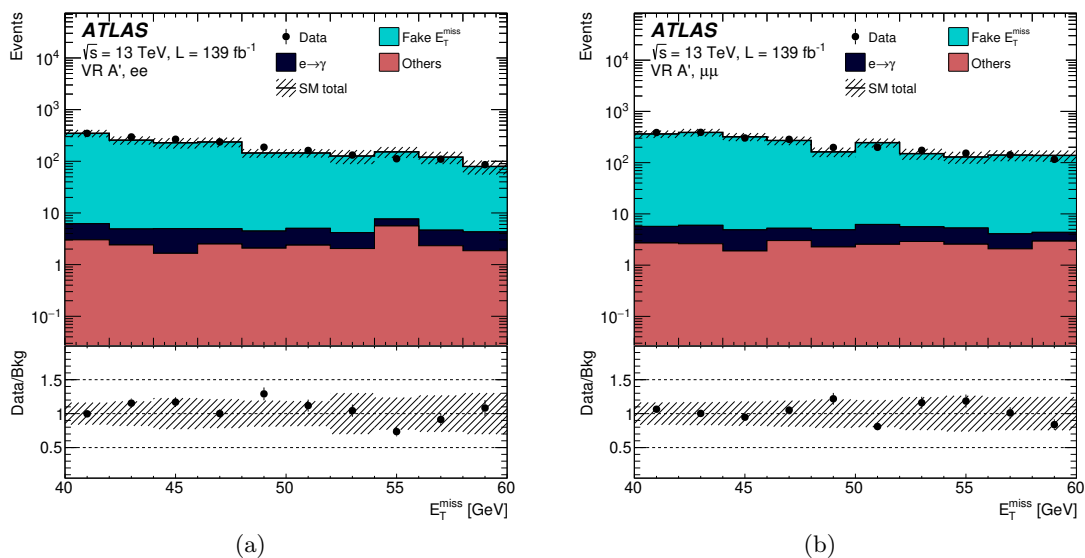 Events
ATLAS
√s = 13 TeV, L = 139 fb⁻¹
VR A', ee
Data
Fake E_T^miss
e→γ
Others
SM total
10⁴
10³
10²
10
1
10⁻¹
Data/Bkg
1.5
1
0.5
40 45 50 55 60
E_T^miss [GeV]
(a)
Events
ATLAS
√s = 13 TeV, L = 139 fb⁻¹
VR A', μμ
Data
Fake E_T^miss
e→γ
Others
SM total
10⁴
10³
10²
10
1
10⁻¹
Data/Bkg
1.5
1
0.5
40 45 50 55 60
E_T^miss [GeV]
(b)